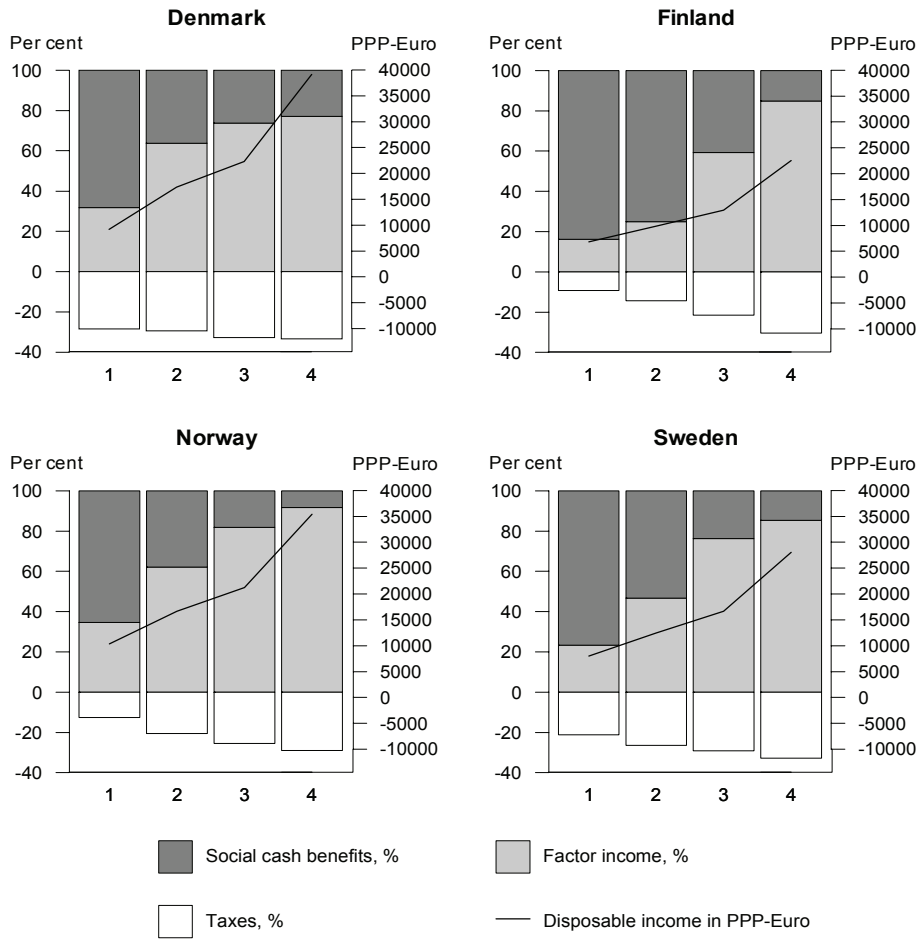 Denmark
Finland
Per cent PPP-Euro
Per cent PPP-Euro
100 40000
80 35000
60 30000
40 25000
20 20000
0 15000
-20 10000
-40 5000
0
-5000
-10000
1 2 3 4
100 40000
80 35000
60 30000
40 25000
20 20000
0 15000
-20 10000
-40 5000
0
-5000
-10000
1 2 3 4
Norway
Sweden
Per cent PPP-Euro
Per cent PPP-Euro
100 40000
80 35000
60 30000
40 25000
20 20000
0 15000
-20 10000
-40 5000
0
-5000
-10000
1 2 3 4
100 40000
80 35000
60 30000
40 25000
20 20000
0 15000
-20 10000
-40 5000
0
-5000
-10000
1 2 3 4
Social cash benefits, %
Factor income, %
Taxes, %
Disposable income in PPP-Euro